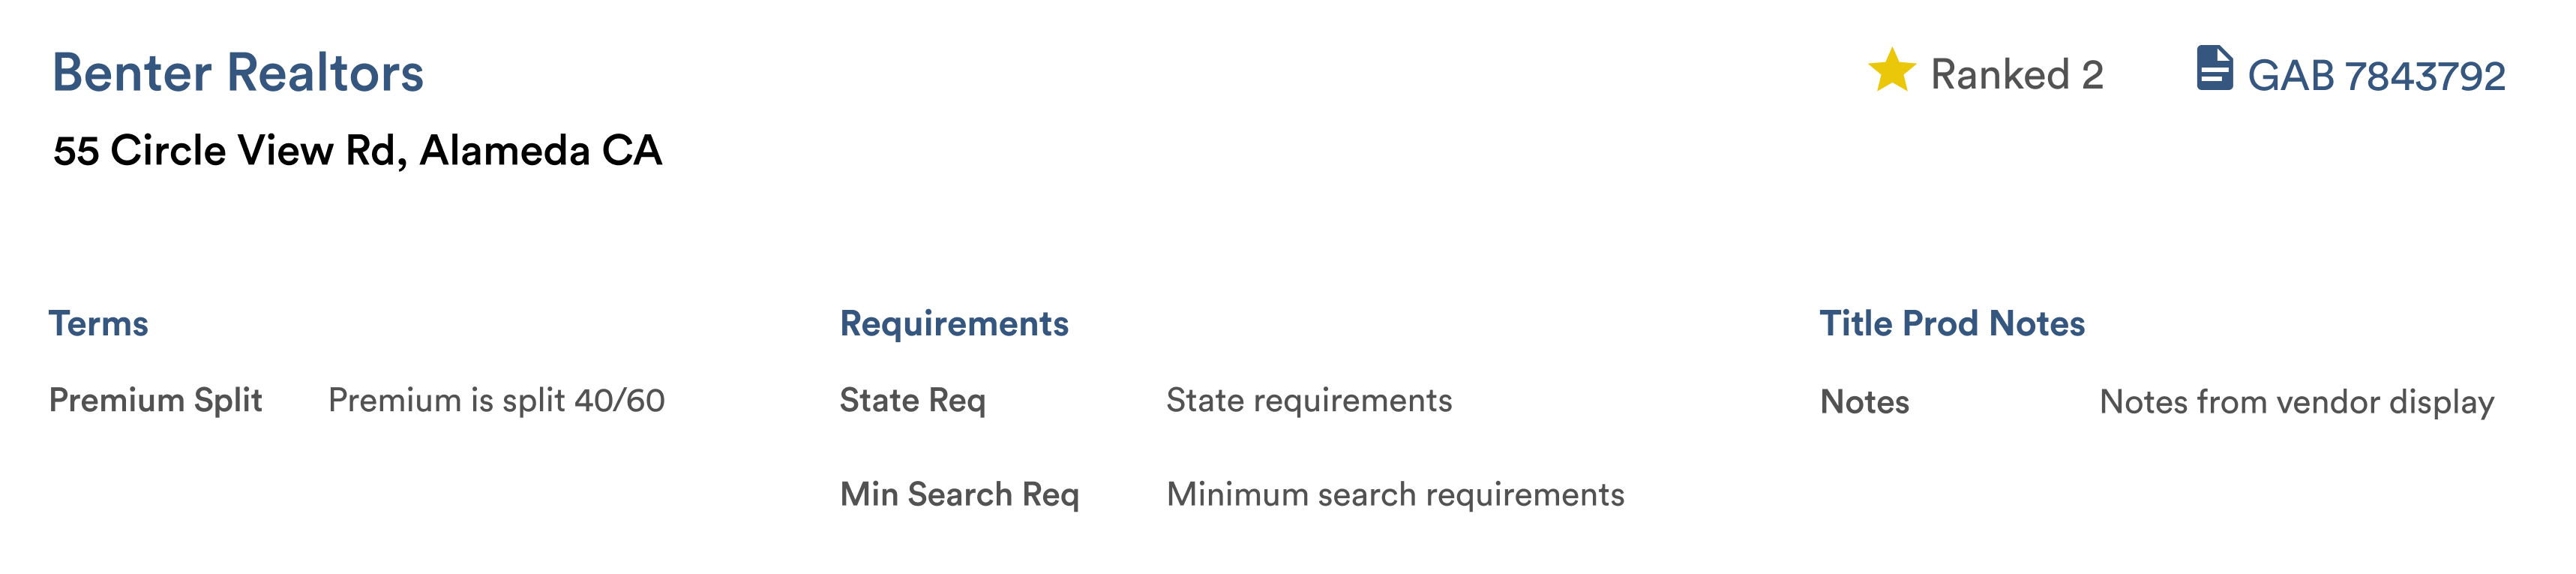 Benter Realtors
Ranked 2
GAB 7843792
55 Circle View Rd, Alameda CA
Terms
Premium Split Premium is split 40/60
Requirements
State Req State requirements
Min Search Req Minimum search requirements
Title Prod Notes
Notes Notes from vendor display